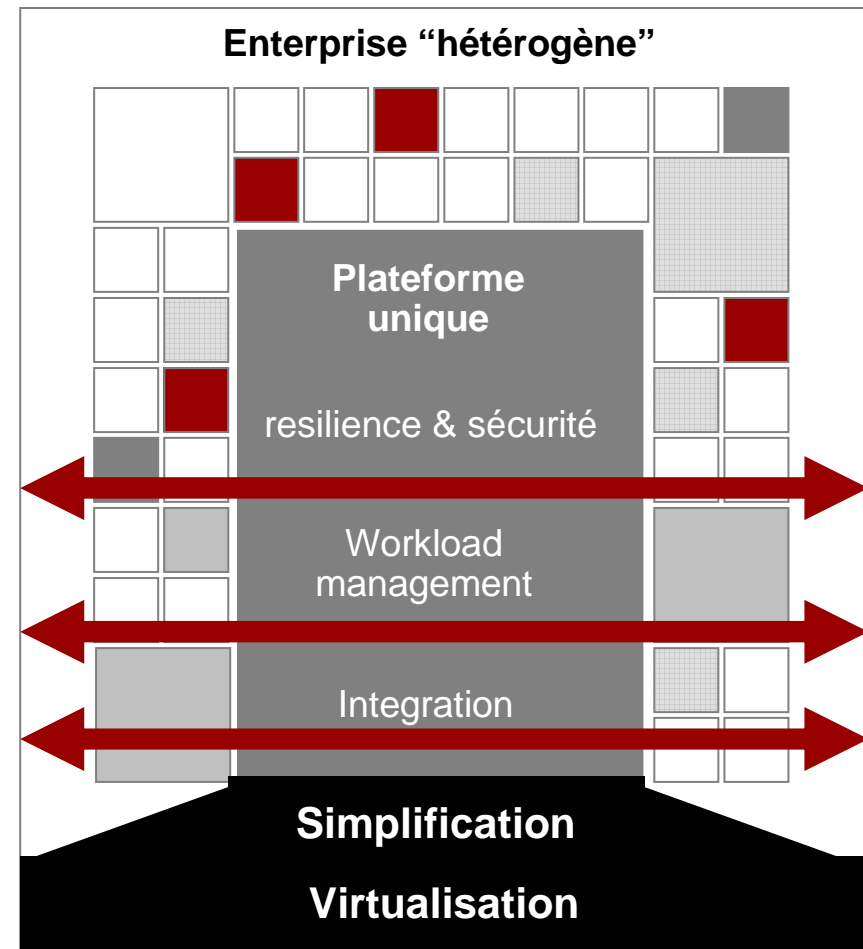 Enterprise “hétérogène”
Plateforme
unique
resilience & sécurité
Workload
management
Integration
Simplification
Virtualisation